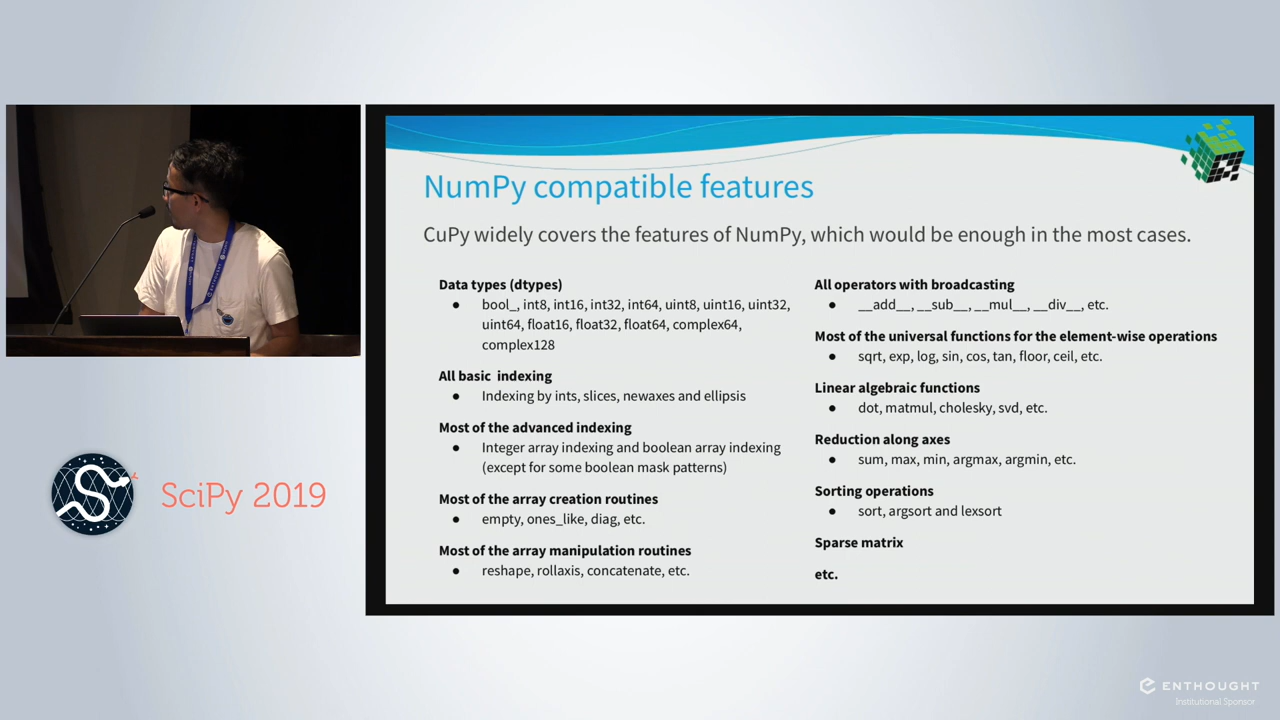 NumPy compatible features
CuPy widely covers the features of NumPy, which would be enough in the most cases.
Data types (dtypes)
● bool_, int8, int16, int32, int64, uint8, uint16, uint32,
uint64, float16, float32, float64, complex64,
complex128
All basic indexing
● Indexing by ints, slices, newaxes and ellipsis
Most of the advanced indexing
● Integer array indexing and boolean array indexing
(except for some boolean mask patterns)
Most of the array creation routines
● empty, ones_like, diag, etc.
Most of the array manipulation routines
● reshape, rollaxis, concatenate, etc.
All operators with broadcasting
● __add__, __sub__, __mul__, __div__, etc.
Most of the universal functions for the element-wise operations
● sqrt, exp, log, sin, cos, tan, floor, ceil, etc.
Linear algebraic functions
● dot, matmul, cholesky, svd, etc.
Reduction along axes
● sum, max, min, argmax, argmin, etc.
Sorting operations
● sort, argsort and lexsort
Sparse matrix
etc.
SciPy 2019
ENTHOUGHT
Institutional Sponsor